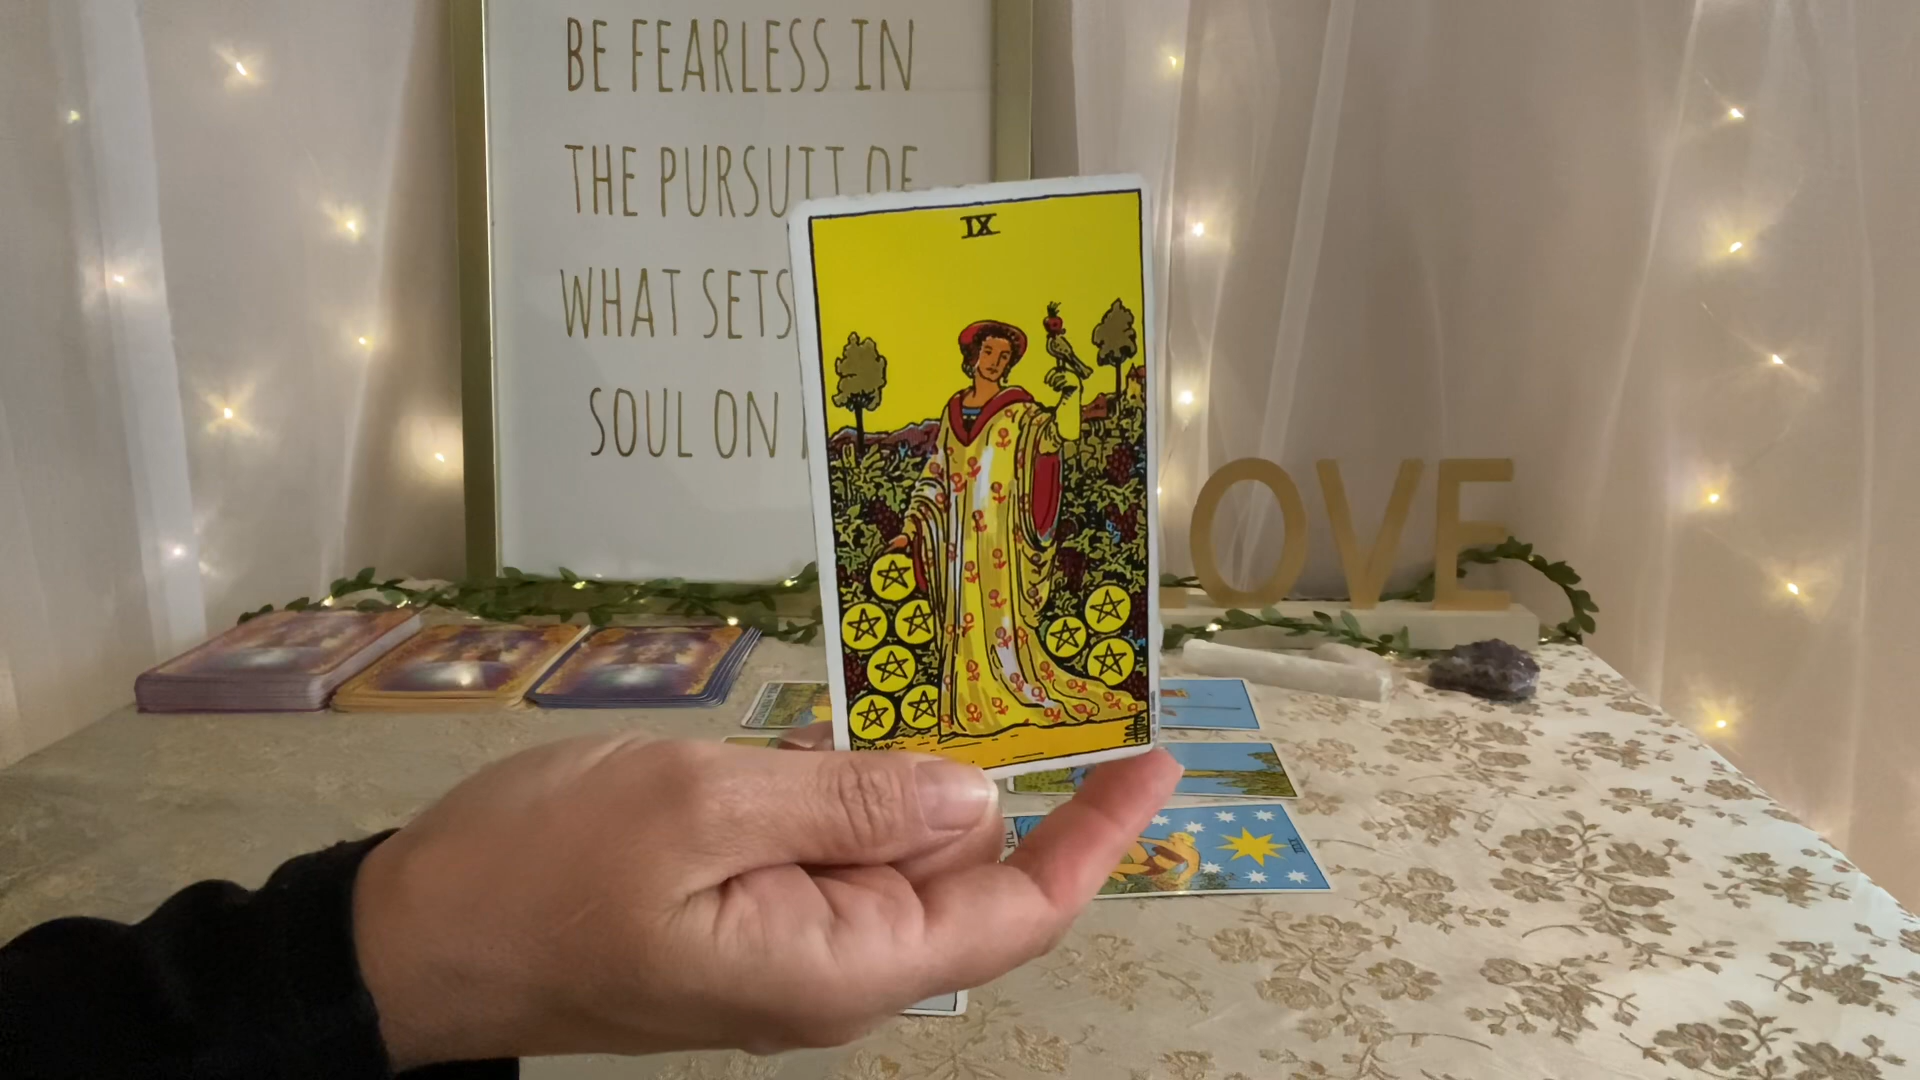 BE FEARLESS IN
THE PURSUIT OF
WHAT SETS
SOUL ON
IX
OVE